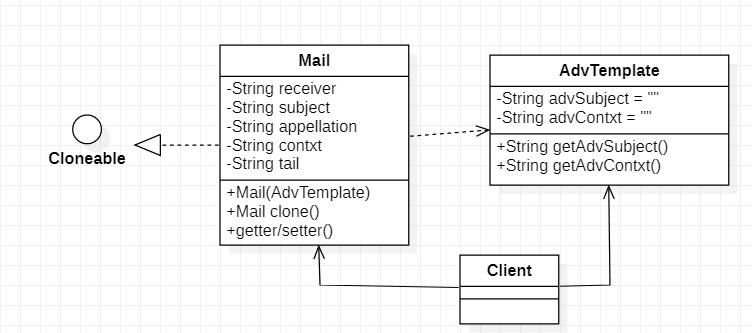 Mail
-String receiver
-String subject
-String appellation
-String contxt
-String tail
+Mail(AdvTemplate)
+Mail clone()
+getter/setter()
Cloneable
AdvTemplate
-String advSubject = ""
-String advContxt = ""
+String getAdvSubject()
+String getAdvContxt()
Client